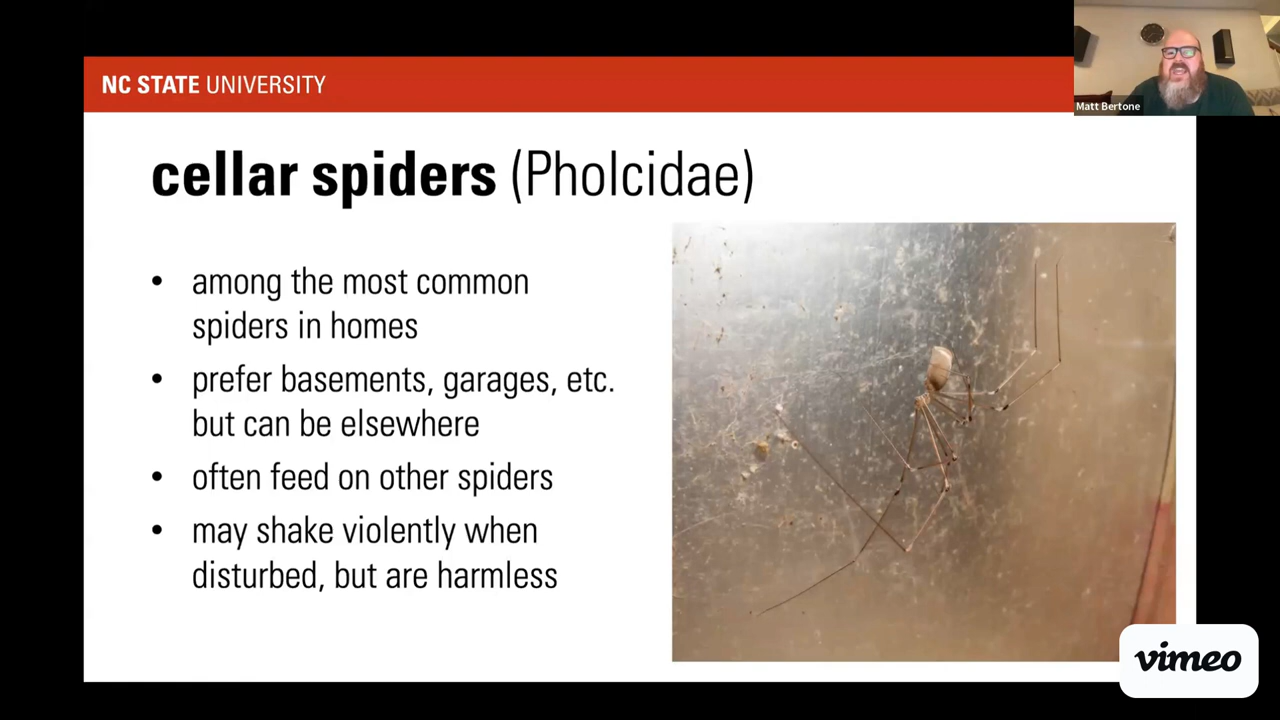 NC STATE UNIVERSITY
Matt Bertone
cellar spiders (Pholcidae)
• among the most common
spiders in homes
• prefer basements, garages, etc.
but can be elsewhere
• often feed on other spiders
• may shake violently when
disturbed, but are harmless
vimeo